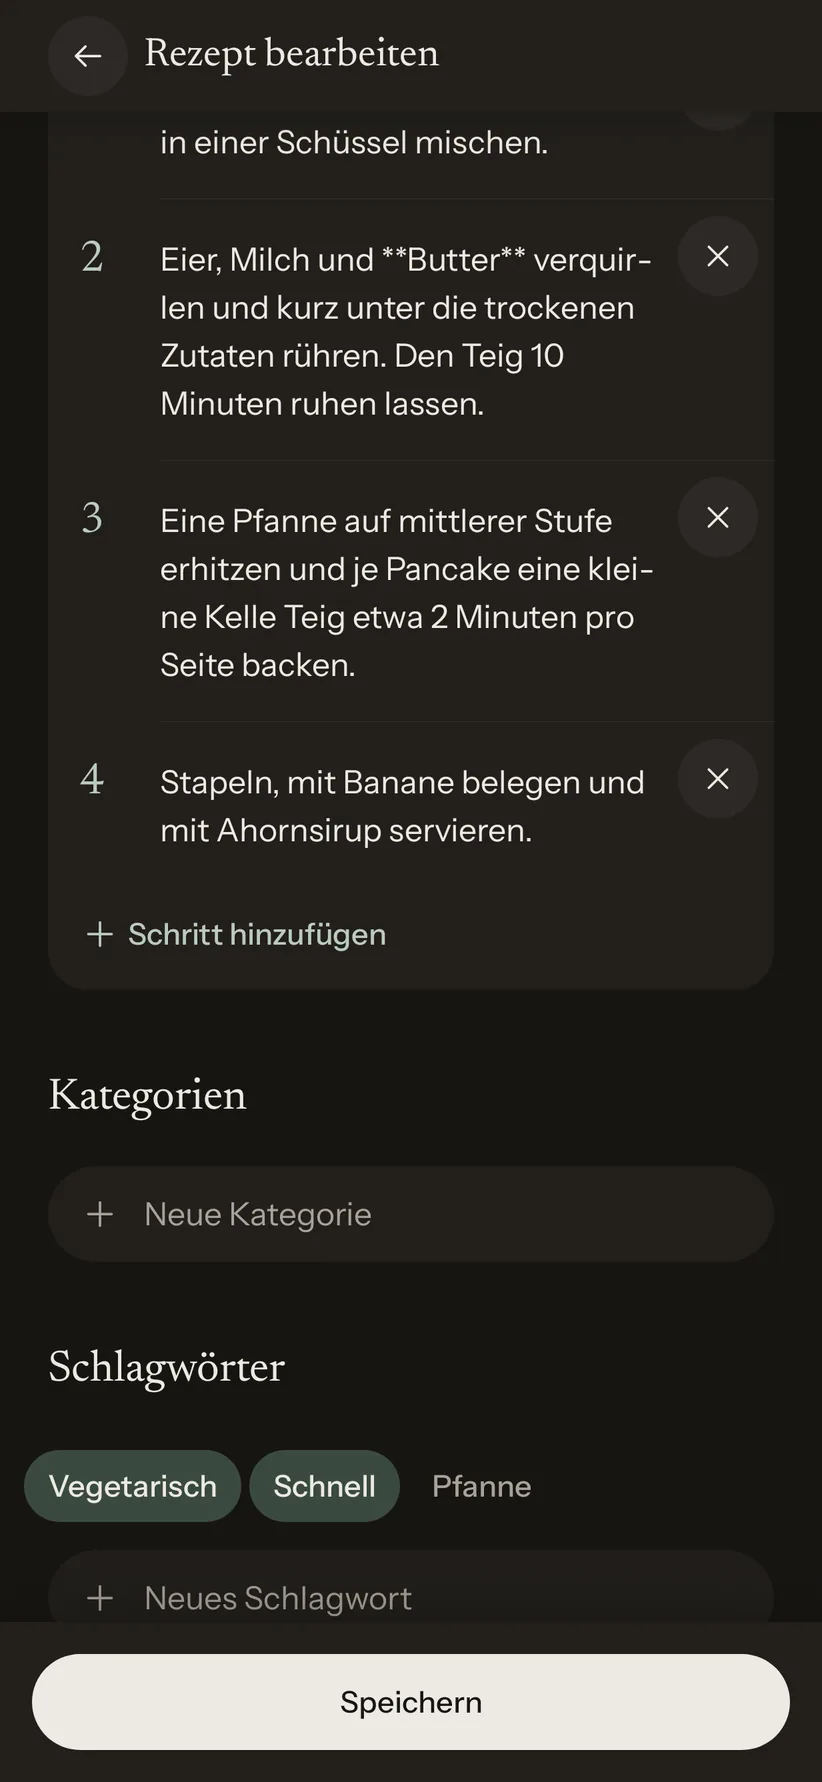 Rezept bearbeiten
in einer Schüssel mischen.
2
Eier, Milch und **Butter** verquir-
len und kurz unter die trockenen
Zutaten rühren. Den Teig 10
Minuten ruhen lassen.
3
Eine Pfanne auf mittlerer Stufe
erhitzen und je Pancake eine klei-
ne Kelle Teig etwa 2 Minuten pro
Seite backen.
4
Stapeln, mit Banane belegen und
mit Ahornsirup servieren.
+ Schritt hinzufügen
Kategorien
+ Neue Kategorie
Schlagwörter
Vegetarisch Schnell Pfanne
+ Neues Schlagwort
Speichern